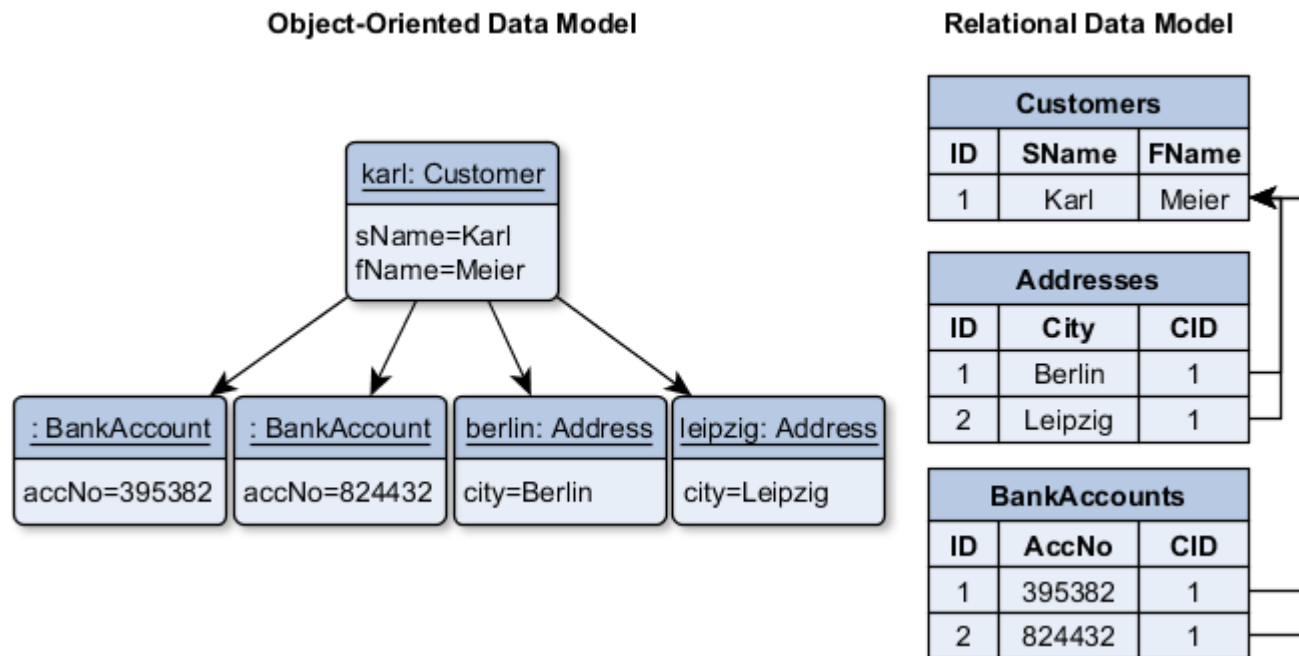 Object-Oriented Data Model
karl: Customer
sName=Karl
fName=Meier
: BankAccount
accNo=395382
: BankAccount
accNo=824432
berlin: Address
city=Berlin
leipzig: Address
city=Leipzig
Relational Data Model
Customers
ID SName FName
1 Karl Meier
Addresses
ID City CID
1 Berlin 1
2 Leipzig 1
BankAccounts
ID AccNo CID
1 395382 1
2 824432 1